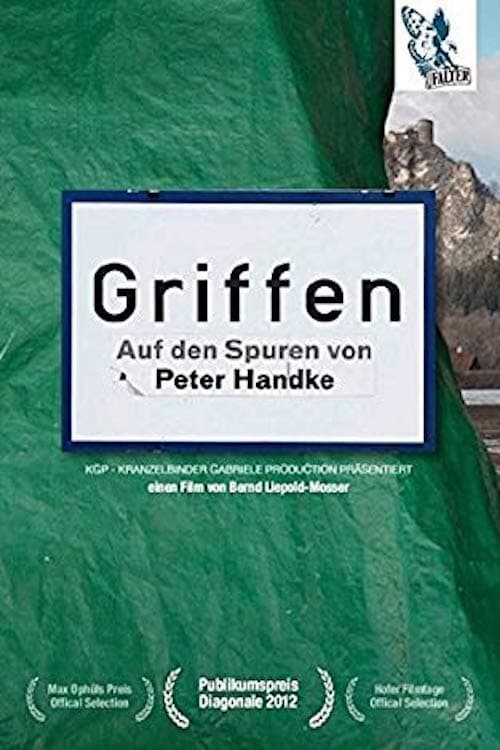 FALTER
Griffen
Auf den Spuren von
Peter Handke
KGP - KRANZELBINDER GABRIELE PRODUCTION PRÄSENTIERT
einen Film von Bernd Liepold-Mosser
Max Ophüls Preis
Offical Selection
Publikumspreis
Diagonale 2012
Hofer Filmtage
Offical Selection